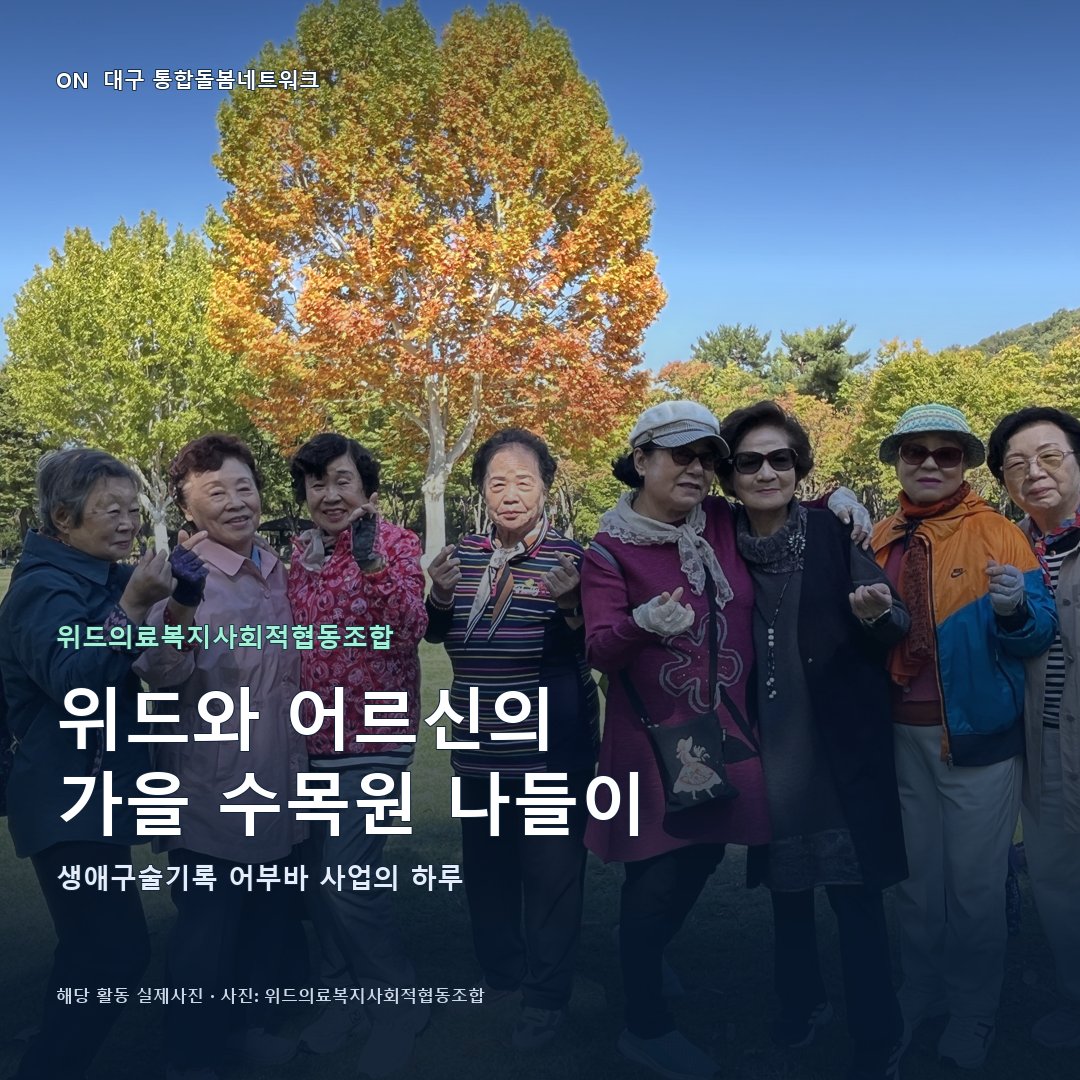 ON 대구 통합돌봄네트워크
위드의료복지사회적협동조합
위드와 어르신의
가을 수목원 나들이
생애구술기록 어부바 사업의 하루
해당 활동 실제사진 · 사진: 위드의료복지사회적협동조합